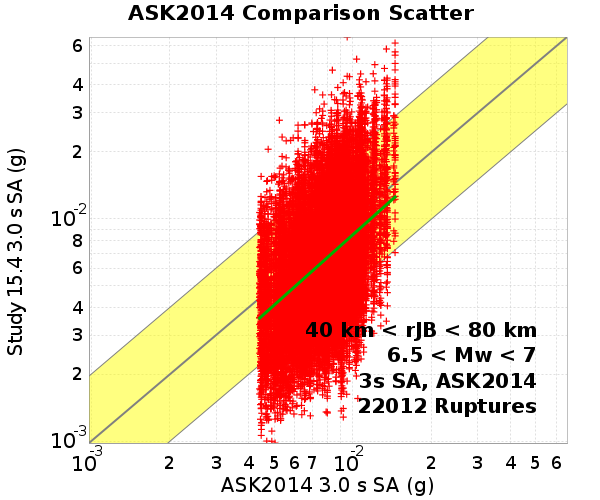 ASK2014 Comparison Scatter
Study 15.4 3.0 s SA (g)
6
4
3
2
10-2
8
6
4
3
2
10-3
40 km < rJB < 80 km
6.5 < Mw < 7
3s SA, ASK2014
22012 Ruptures
10-3 2 3 4 5 6 7 10-2 2 3 4 5 6
ASK2014 3.0 s SA (g)